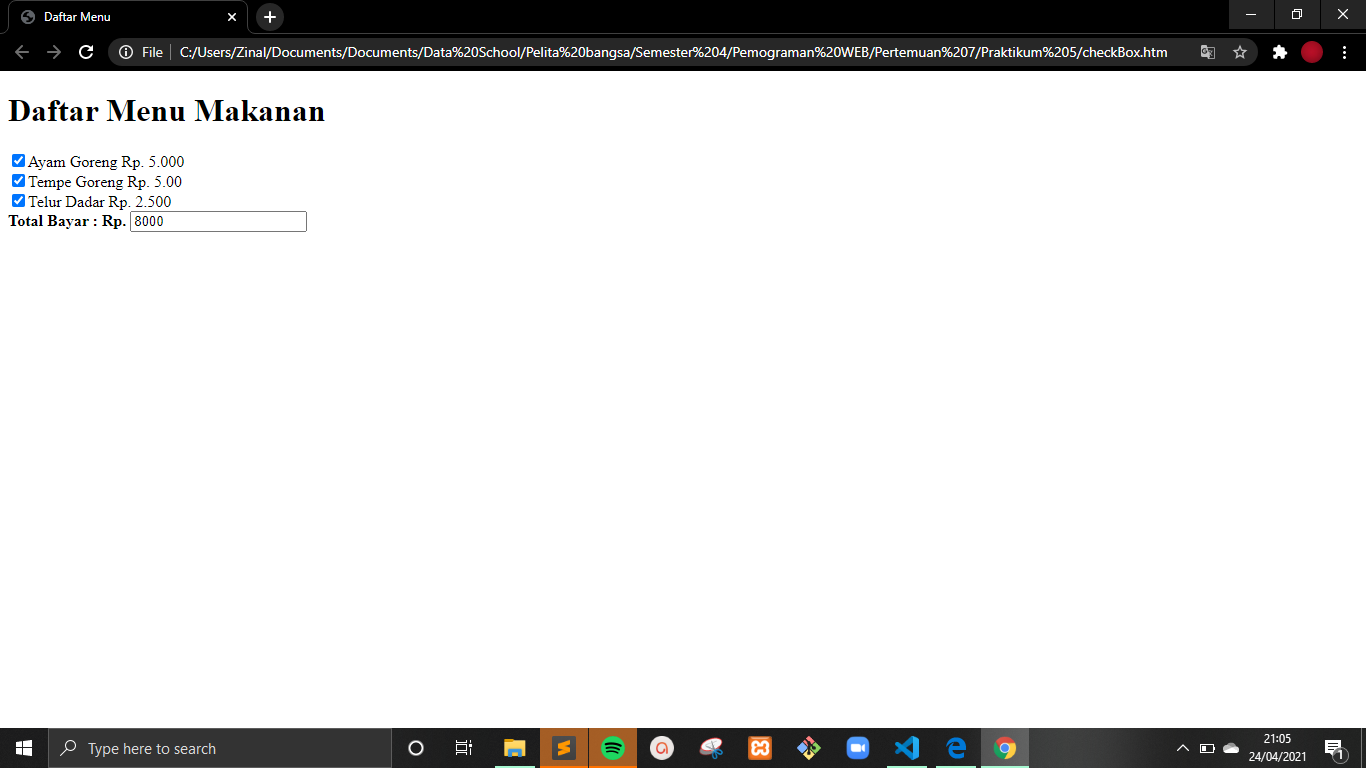 Daftar Menu
File
C:/Users/Zinal/Documents/Documents/Data%20School/Pelita%20bangsa/Semester%204/Pemograman%20WEB/Pertemuan%207/Praktikum%205/checkBox.htm
Daftar Menu Makanan
Ayam Goreng Rp. 5.000
Tempe Goreng Rp. 5.00
Telur Dadar Rp. 2.500
Total Bayar : Rp. 8000
Type here to search
21:05
24/04/2021
1